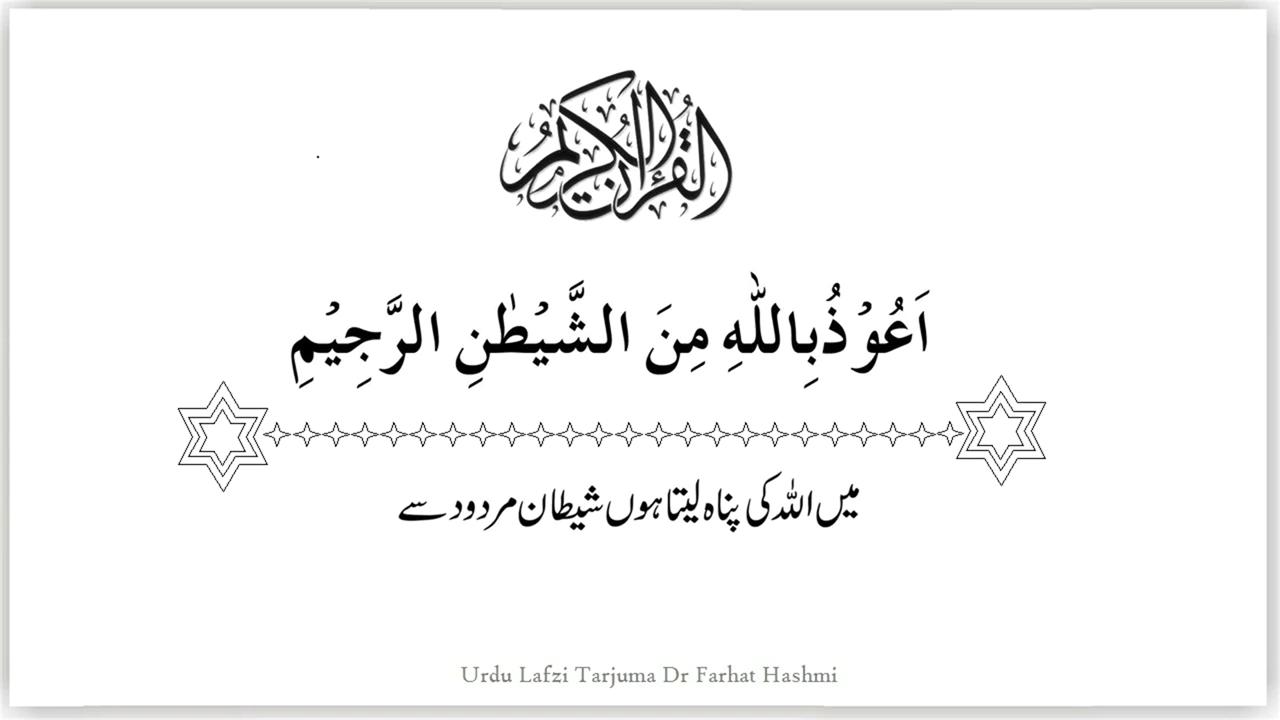 القرآن الكريم
اَعُوۡذُبِاللّٰهِ مِنَ الشَّيۡطٰنِ الرَّجِيۡمِ
میں اللہ کی پناہ لیتا ہوں شیطان مردود سے
Urdu Lafzi Tarjuma Dr Farhat Hashmi